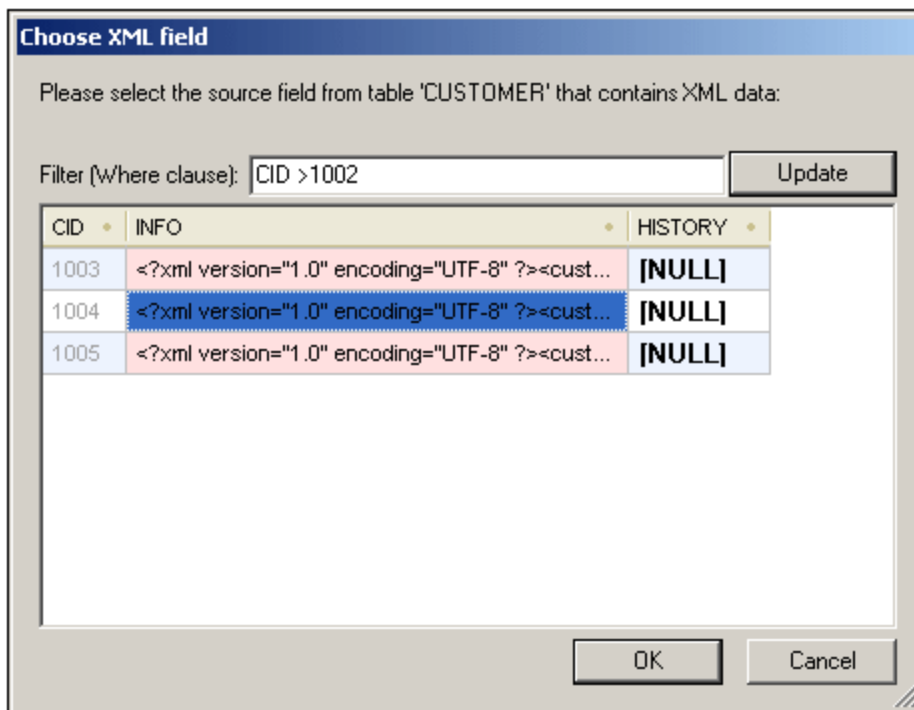 Choose XML field
Please select the source field from table 'CUSTOMER' that contains XML data:
Filter (Where clause): CID >1002 Update
CID INFO HISTORY
1003 <?xml version="1.0" encoding="UTF-8" ?><cust... [NULL]
1004 <?xml version="1.0" encoding="UTF-8" ?><cust... [NULL]
1005 <?xml version="1.0" encoding="UTF-8" ?><cust... [NULL]
OK Cancel